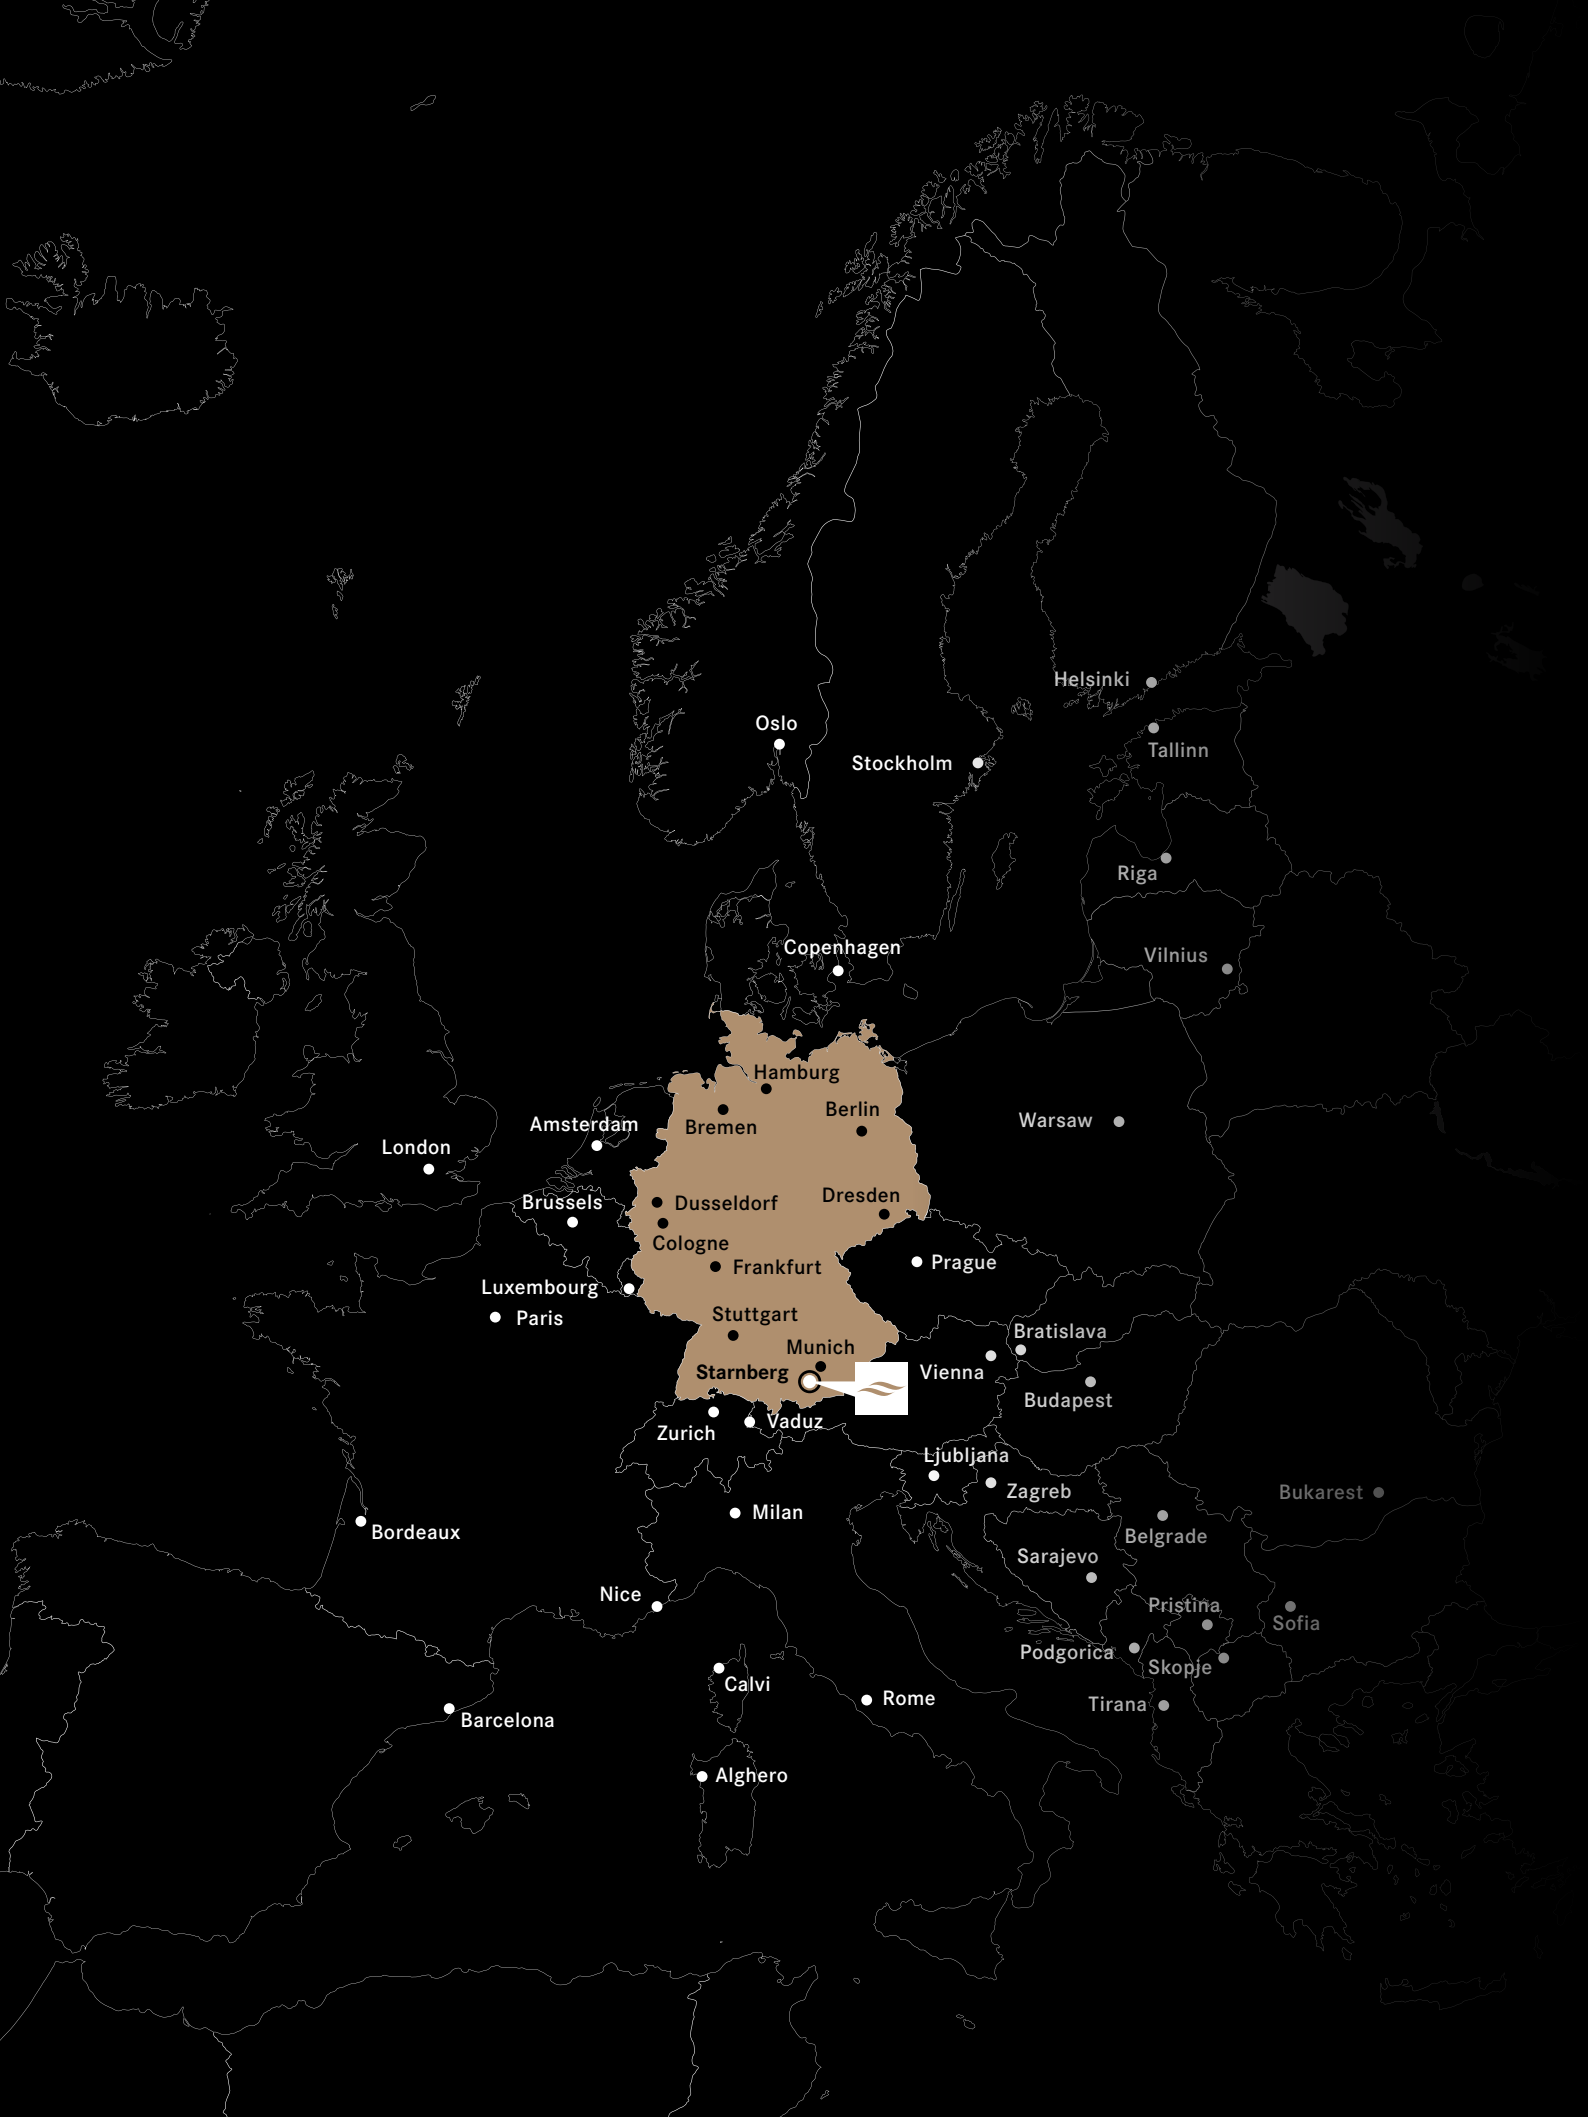 Helsinki
Oslo
Tallinn
Stockholm
Riga
Copenhagen
Vilnius
Hamburg
Berlin
Amsterdam
Bremen
Warsaw
London
Dresden
Brussels
Dusseldorf
Cologne
Prague
Frankfurt
Luxembourg
Paris
Stuttgart
Bratislava
Munich
Starnberg
Vienna
Budapest
Vaduz
Zurich
Ljubljana
Zagreb
Bukarest
Milan
Bordeaux
Belgrade
Sarajevo
Nice
Pristina
Sofia
Podgorica
Skopje
Calvi
Rome
Tirana
Barcelona
Alghero